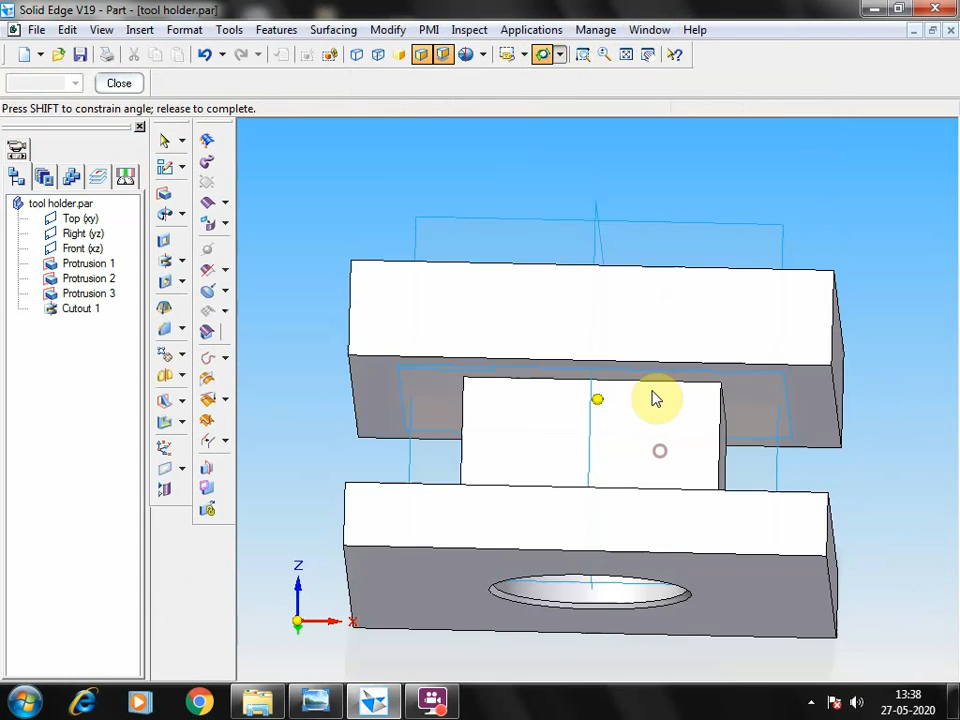 Solid Edge V19 - Part - [tool holder.par]
File Edit View Insert Format Tools Features Surfacing Modify PMI Inspect Applications Manage Window Help
Close
Press SHIFT to constrain angle; release to complete.
tool holder.par
Top (xy)
Right (yz)
Front (xz)
Protrusion 1
Protrusion 2
Protrusion 3
Cutout 1
Z
X
13:38
27-05-2020